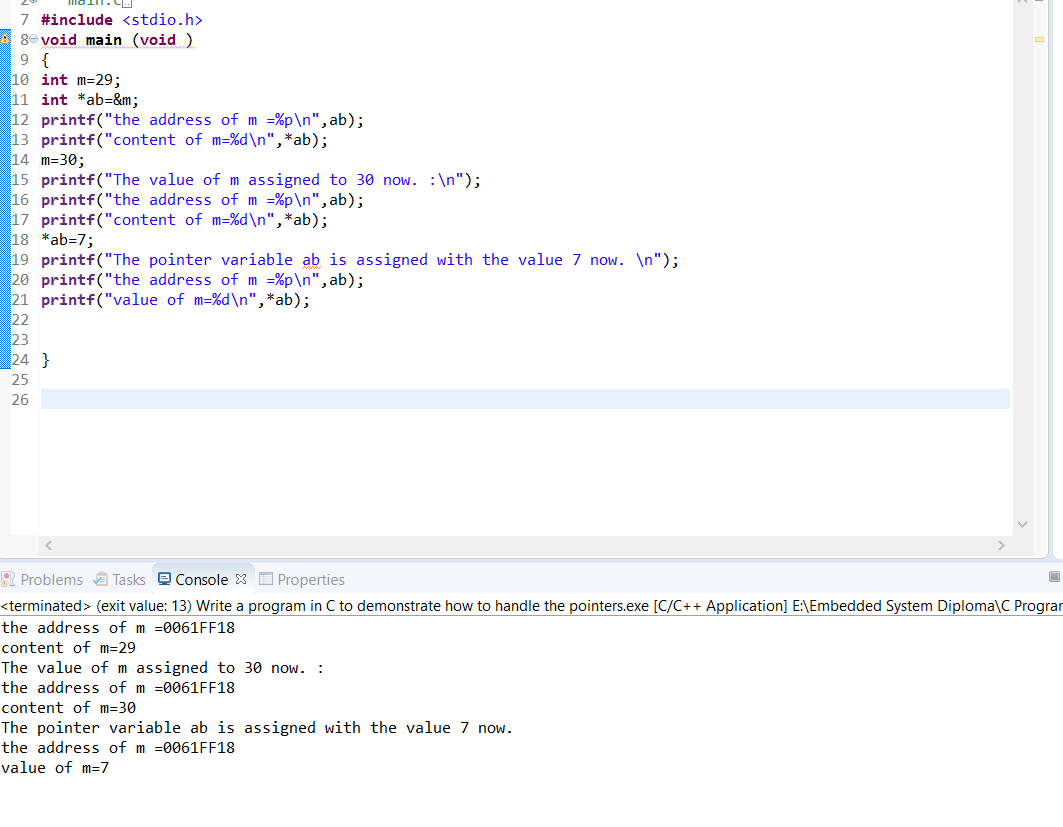 7 #include <stdio.h>
8 void main (void )
9 {
10 int m=29;
11 int *ab=&m;
12 printf("the address of m =%p\n",ab);
13 printf("content of m=%d\n",*ab);
14 m=30;
15 printf("The value of m assigned to 30 now. :\n");
16 printf("the address of m =%p\n",ab);
17 printf("content of m=%d\n",*ab);
18 *ab=7;
19 printf("The pointer variable ab is assigned with the value 7 now. \n");
20 printf("the address of m =%p\n",ab);
21 printf("value of m=%d\n",*ab);
22
23
24 }
25
26
Problems Tasks Console Properties
<terminated> (exit value: 13) Write a program in C to demonstrate how to handle the pointers.exe [C/C++ Application] E:\Embedded System Diploma\C Progra
the address of m =0061FF18
content of m=29
The value of m assigned to 30 now. :
the address of m =0061FF18
content of m=30
The pointer variable ab is assigned with the value 7 now.
the address of m =0061FF18
value of m=7